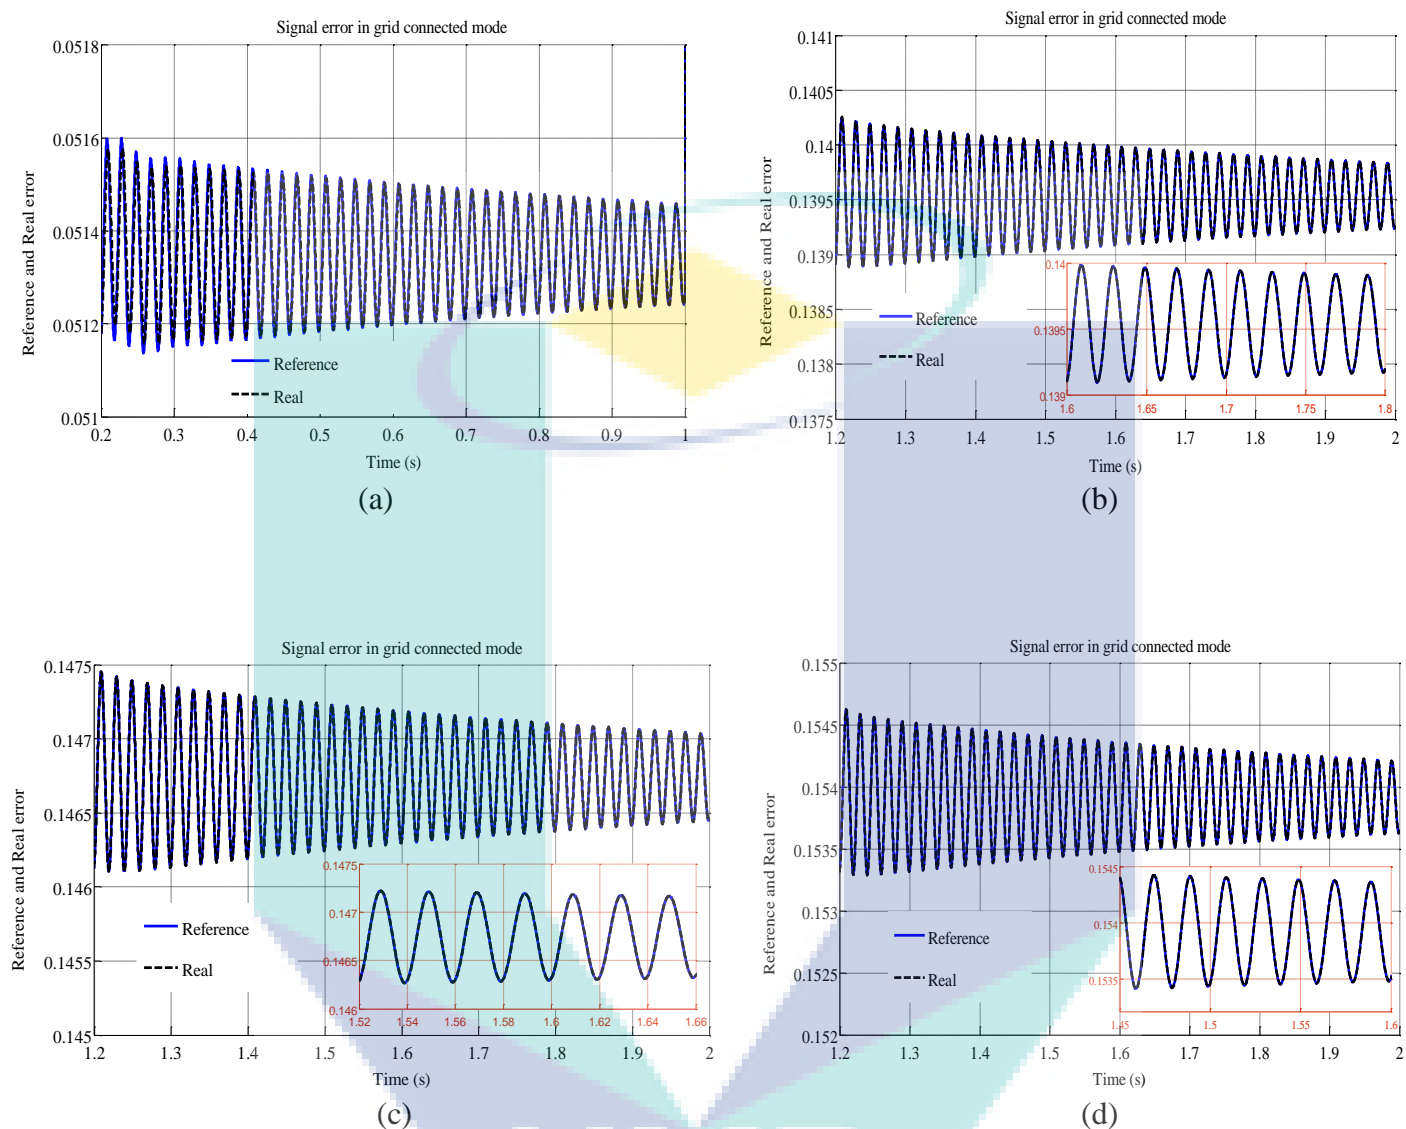 Signal error in grid connected mode
0.0518
0.0516
0.0514
0.0512
0.051
Reference and Real error
Reference
Real
0.2 0.3 0.4 0.5 0.6 0.7 0.8 0.9 1
Time (s)
(a)
Signal error in grid connected mode
0.141
0.1405
0.14
0.1395
0.139
0.1385
0.138
0.1375
Reference and Real error
Reference
Real
0.14
0.1395
0.139
1.6 1.65 1.7 1.75 1.8
1.2 1.3 1.4 1.5 1.6 1.7 1.8 1.9 2
Time (s)
(b)
Signal error in grid connected mode
0.1475
0.147
0.1465
0.146
0.1455
0.145
Reference and Real error
Reference
Real
0.1475
0.147
0.1465
0.146
1.52 1.54 1.56 1.58 1.6 1.62 1.64 1.66
1.2 1.3 1.4 1.5 1.6 1.7 1.8 1.9 2
Time (s)
(c)
Signal error in grid connected mode
0.155
0.1545
0.154
0.1535
0.153
0.1525
0.152
Reference and Real error
Reference
Real
0.1545
0.154
0.1535
1.45 1.5 1.55 1.6
1.2 1.3 1.4 1.5 1.6 1.7 1.8 1.9 2
Time (s)
(d)